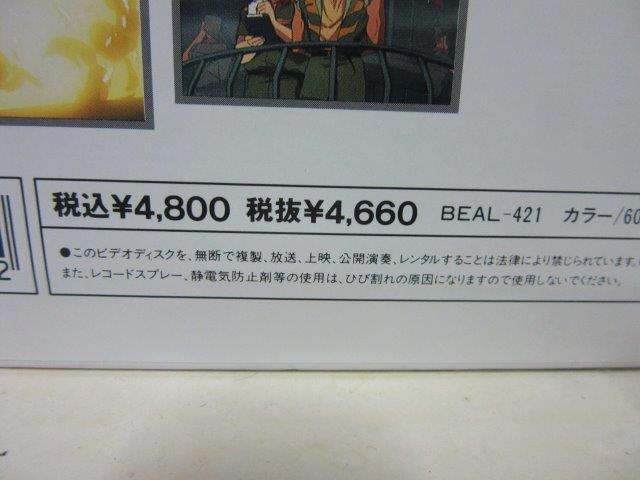 税込¥4,800 税抜¥4,660 BEAL-421 カラー/60
●このビデオディスクを、無断で複製、放送、上映、公開演奏、レンタルすることは法律により禁じられています。
また、レコードスプレー、静電気防止剤等の使用は、ひび割れの原因になりますので使用しないでください。
2